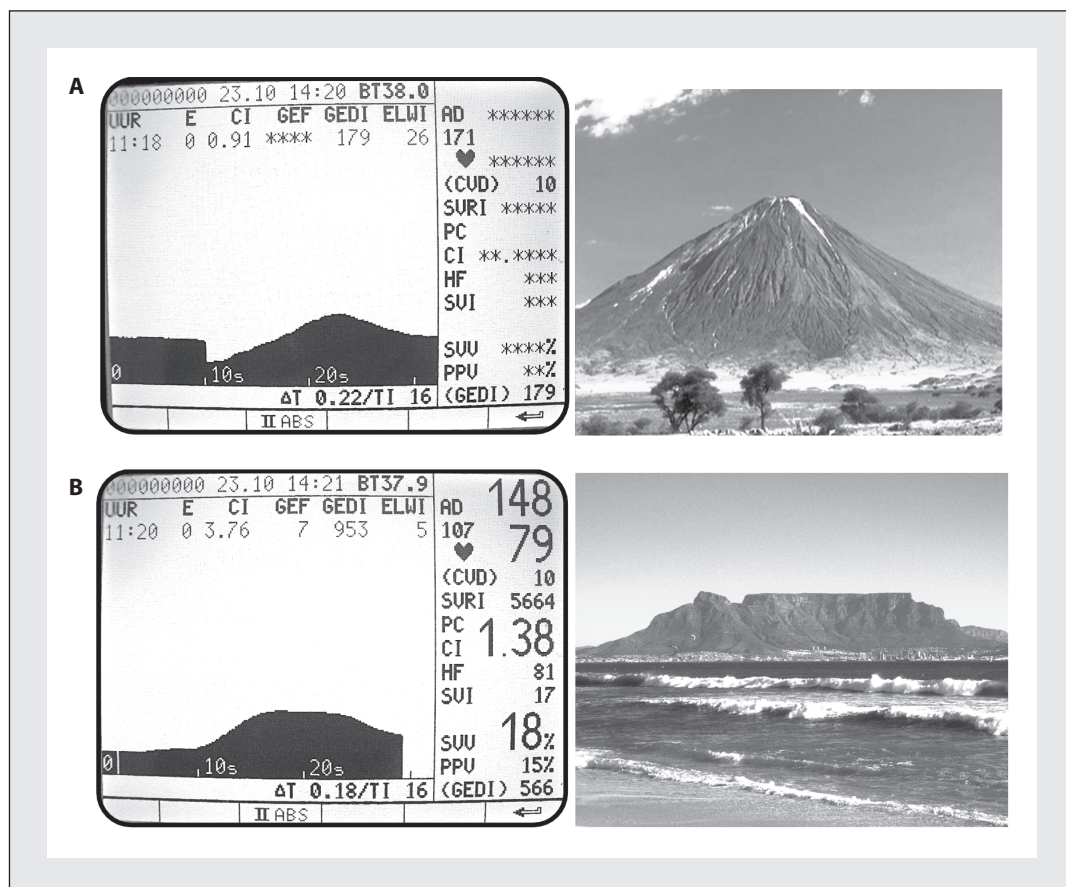 A
000000000 23.10 14:20 BT38.0
UUR E CI GEF GEDI ELWI
11:18 0 0.91 **** 179 26
AD ******
171
♥ ******
(CVD) 10
SVRI *****
PC
CI **.****
HF ***
SVI ***
SVV ****%
PPV **%
(GEDI) 179
0 10s 20s
ΔT 0.22/TI 16
II ABS
B
000000000 23.10 14:21 BT37.9
UUR E CI GEF GEDI ELWI
11:20 0 3.76 7 953 5
AD 148
107
♥ 79
(CVD) 10
SVRI 5664
PC
CI 1.38
HF 81
SVI 17
SVV 18%
PPV 15%
(GEDI) 566
0 10s 20s
ΔT 0.18/TI 16
II ABS